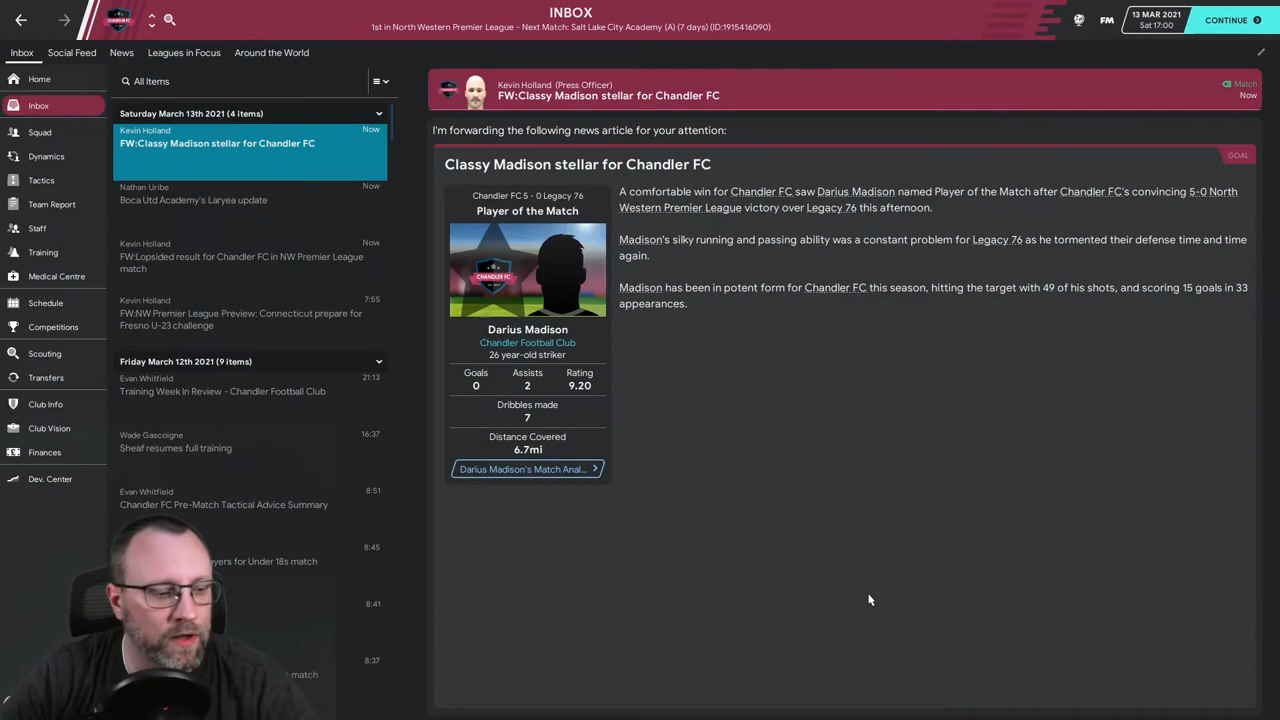 INBOX
1st in North Western Premier League - Next Match: Salt Lake City Academy (A) (7 days) (ID:1915416090)
FM
13 MAR 2021
Sat 17:00
CONTINUE
Inbox
Social Feed
News
Leagues in Focus
Around the World
Home
Inbox
Squad
Dynamics
Tactics
Team Report
Staff
Training
Medical Centre
Schedule
Competitions
Scouting
Transfers
Club Info
Club Vision
Finances
Dev. Center
All Items
Saturday March 13th 2021 (4 items)
Kevin Holland
Now
FW:Classy Madison stellar for Chandler FC
Nathan Uribe
Now
Boca Utd Academy's Laryea update
Kevin Holland
Now
FW:Lopsided result for Chandler FC in NW Premier League
match
Kevin Holland
7:55
FW:NW Premier League Preview: Connecticut prepare for
Fresno U-23 challenge
Friday March 12th 2021 (9 items)
Evan Whitfield
21:13
Training Week In Review - Chandler Football Club
Wade Gascoigne
16:37
Sheaf resumes full training
Evan Whitfield
8:51
Chandler FC Pre-Match Tactical Advice Summary
8:45
ayers for Under 18s match
8:41
8:37
match
Kevin Holland (Press Officer)
FW:Classy Madison stellar for Chandler FC
Match
Now
I'm forwarding the following news article for your attention:
Classy Madison stellar for Chandler FC
GOAL
Chandler FC 5 - 0 Legacy 76
Player of the Match
CHANDLER FC
Darius Madison
Chandler Football Club
26 year-old striker
Goals Assists Rating
0 2 9.20
Dribbles made
7
Distance Covered
6.7mi
Darius Madison's Match Anal...
A comfortable win for Chandler FC saw Darius Madison named Player of the Match after Chandler FC's convincing 5-0 North
Western Premier League victory over Legacy 76 this afternoon.
Madison's silky running and passing ability was a constant problem for Legacy 76 as he tormented their defense time and time
again.
Madison has been in potent form for Chandler FC this season, hitting the target with 49 of his shots, and scoring 15 goals in 33
appearances.